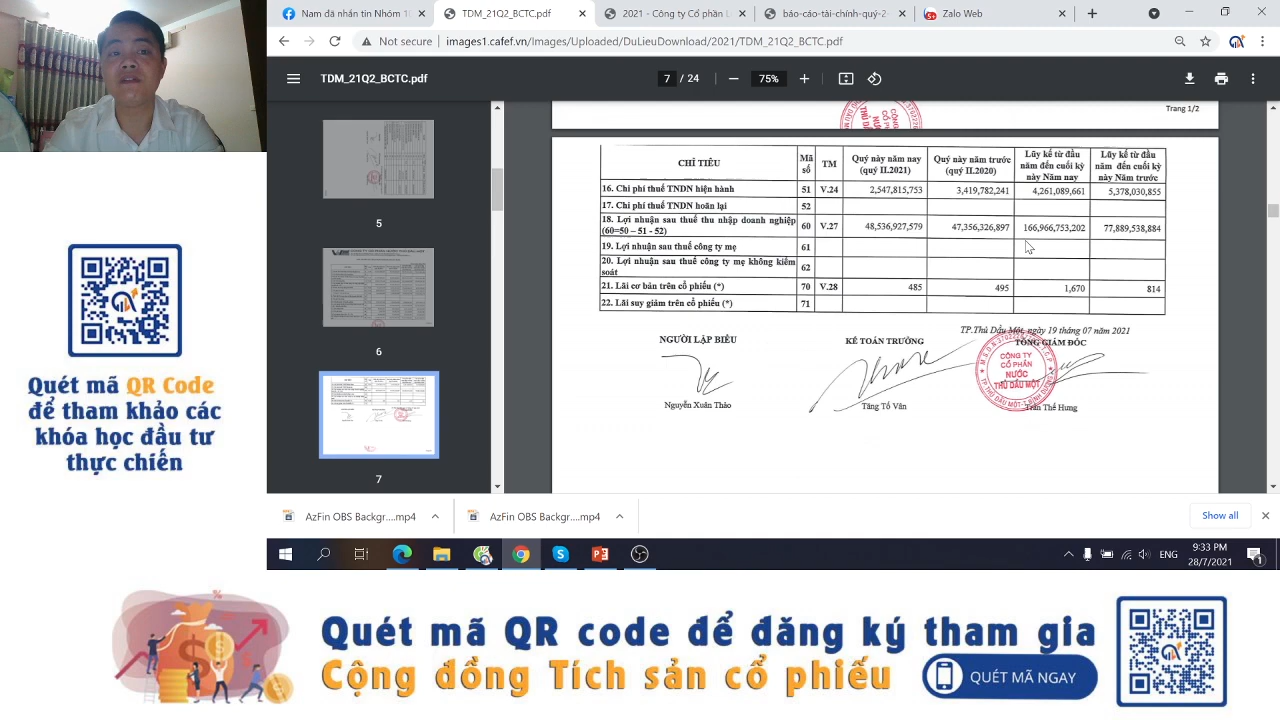 Nam đã nhắn tin Nhóm 1
TDM_21Q2_BCTC.pdf
2021 - Công ty Cổ phần L
báo-cáo-tài-chính-quý-2-
Zalo Web
Not secure
images1.cafef.vn/Images/Uploaded/DuLieuDownload/2021/TDM_21Q2_BCTC.pdf
TDM_21Q2_BCTC.pdf
7 / 24
75%
Trang 1/2
5
6
7
CHỈ TIÊU Mã số TM Quý này năm nay (quý II.2021) Quý này năm trước (quý II.2020) Lũy kế từ đầu năm đến cuối kỳ này Năm nay Lũy kế từ đầu năm đến cuối kỳ này Năm trước
16. Chi phí thuế TNDN hiện hành 51 V.24 2,547,815,753 3,419,782,241 4,261,089,661 5,378,030,855
17. Chi phí thuế TNDN hoãn lại 52
18. Lợi nhuận sau thuế thu nhập doanh nghiệp (60=50 – 51 - 52) 60 V.27 48,536,927,579 47,356,326,897 166,966,753,202 77,889,538,884
19. Lợi nhuận sau thuế công ty mẹ 61
20. Lợi nhuận sau thuế công ty mẹ không kiểm soát 62
21. Lãi cơ bản trên cổ phiếu (*) 70 V.28 485 495 1,670 814
22. Lãi suy giảm trên cổ phiếu (*) 71
TP.Thủ Dầu Một, ngày 19 tháng 07 năm 2021
NGƯỜI LẬP BIỂU
KẾ TOÁN TRƯỞNG
TỔNG GIÁM ĐỐC
CÔNG TY
CỔ PHẦN
NƯỚC
THỦ DẦU MỘT
Nguyễn Xuân Thảo
Tăng Tố Vân
Trần Thế Hưng
Quét mã QR Code
để tham khảo các
khóa học đầu tư
thực chiến
AzFin OBS Backgr....mp4
AzFin OBS Backgr....mp4
Show all
ENG
9:33 PM
28/7/2021
Quét mã QR code để đăng ký tham gia
Cộng đồng Tích sản cổ phiếu
QUÉT MÃ NGAY